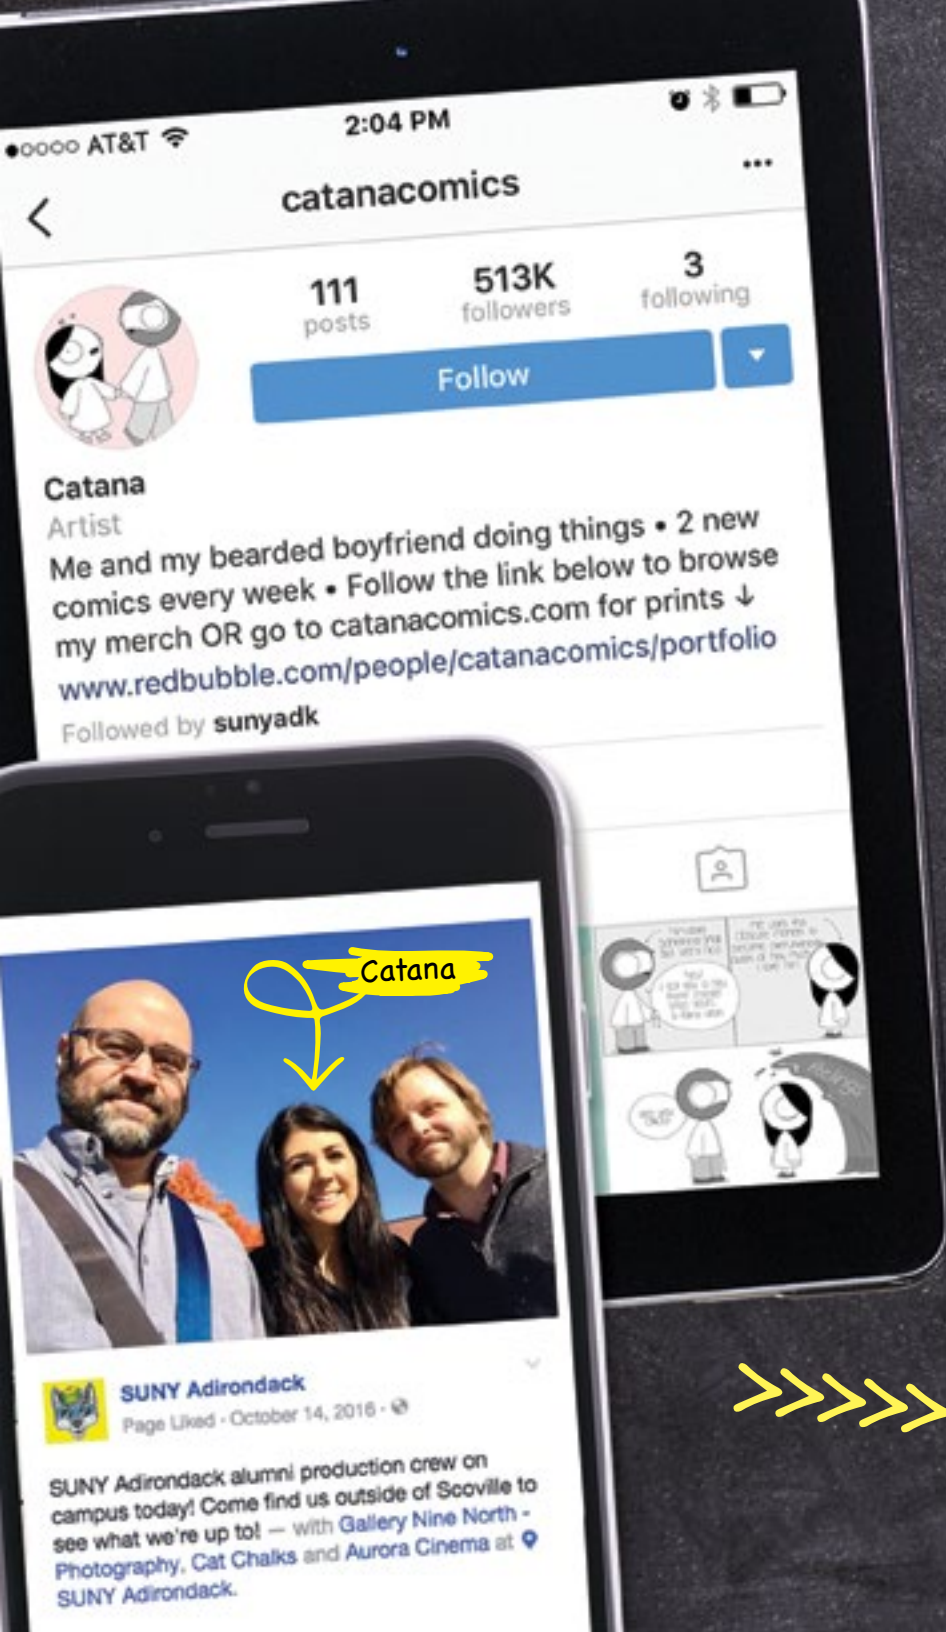 AT&T
2:04 PM
catanacomics
111
posts
513K
followers
3
following
Follow
Catana
Artist
Me and my bearded boyfriend doing things • 2 new
comics every week • Follow the link below to browse
my merch OR go to catanacomics.com for prints ↓
www.redbubble.com/people/catanacomics/portfolio
Followed by sunyadk
Catana
SUNY Adirondack
Page Liked · October 14, 2016 ·
SUNY Adirondack alumni production crew on
campus today! Come find us outside of Scoville to
see what we're up to! — with Gallery Nine North -
Photography, Cat Chalks and Aurora Cinema at
SUNY Adirondack.